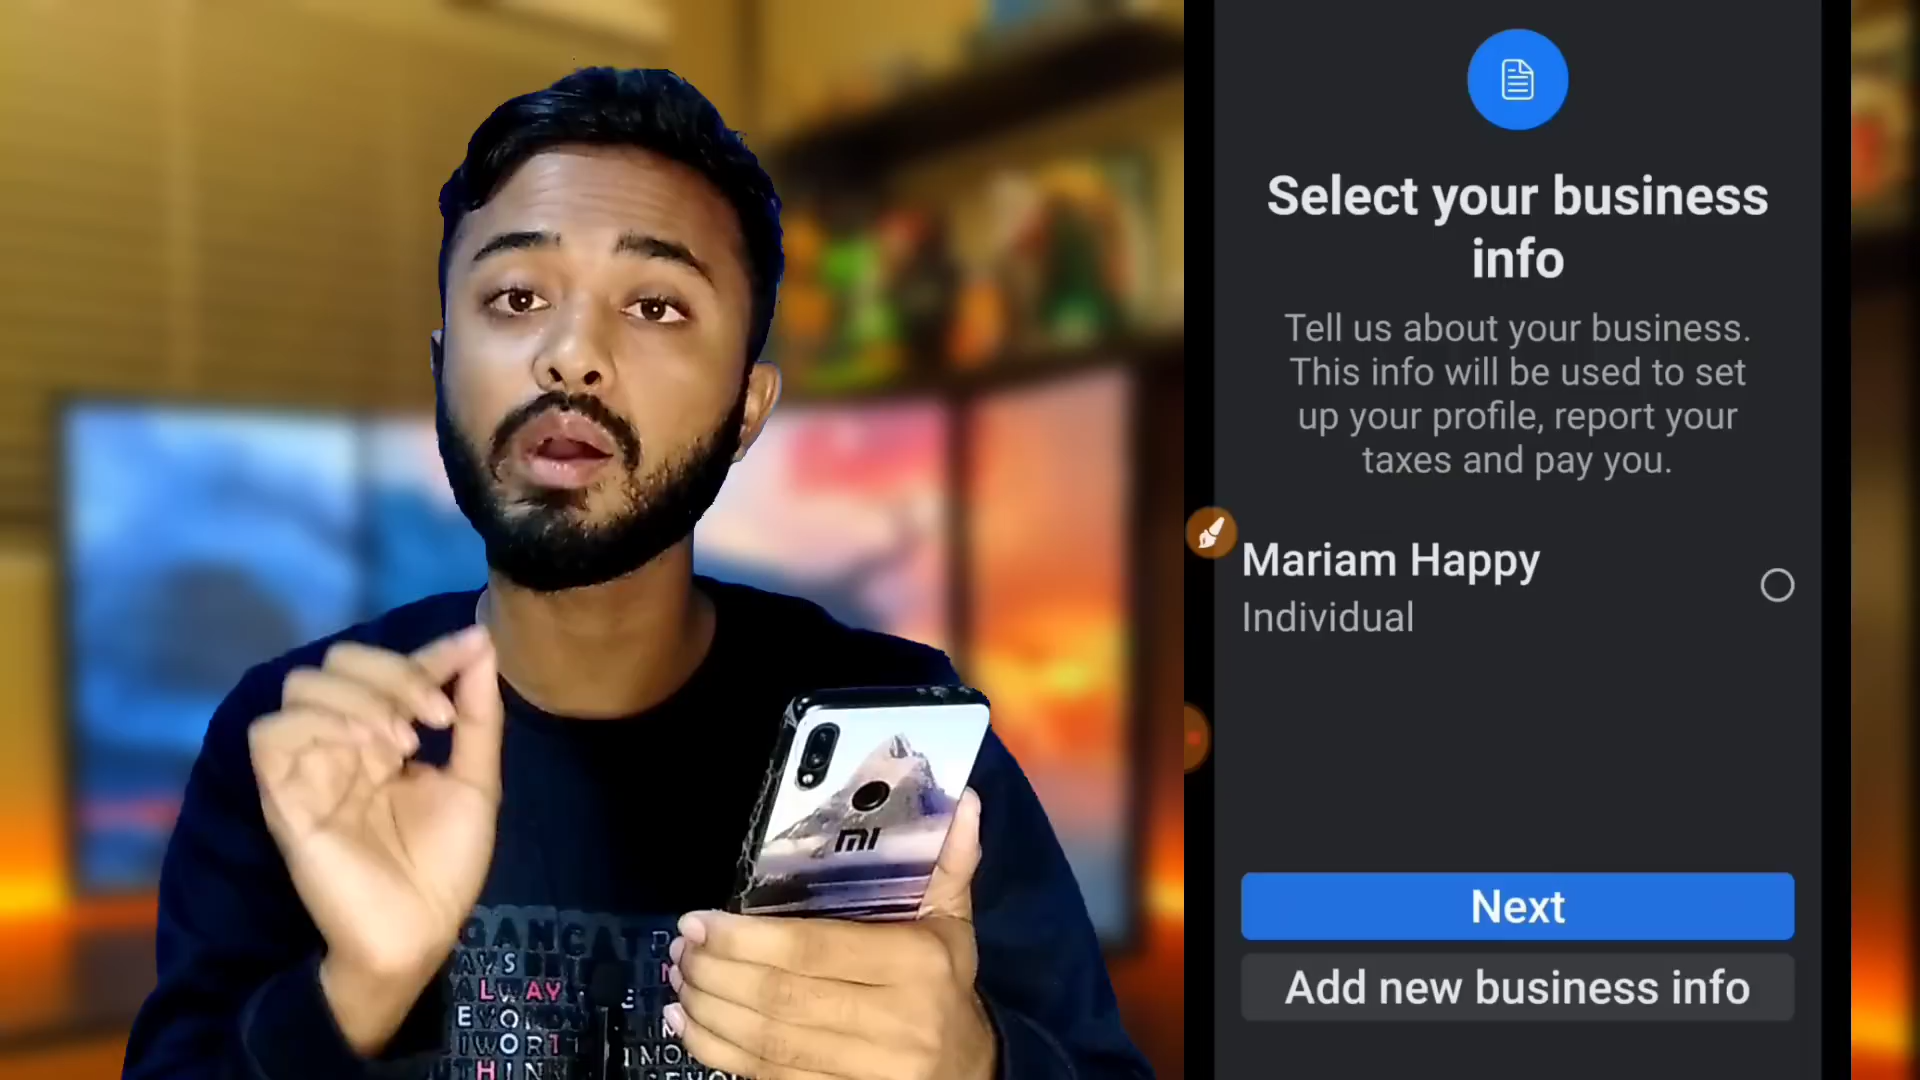 Select your business
info
Tell us about your business.
This info will be used to set
up your profile, report your
taxes and pay you.
Mariam Happy
Individual
Next
Add new business info
MI
ALWAY